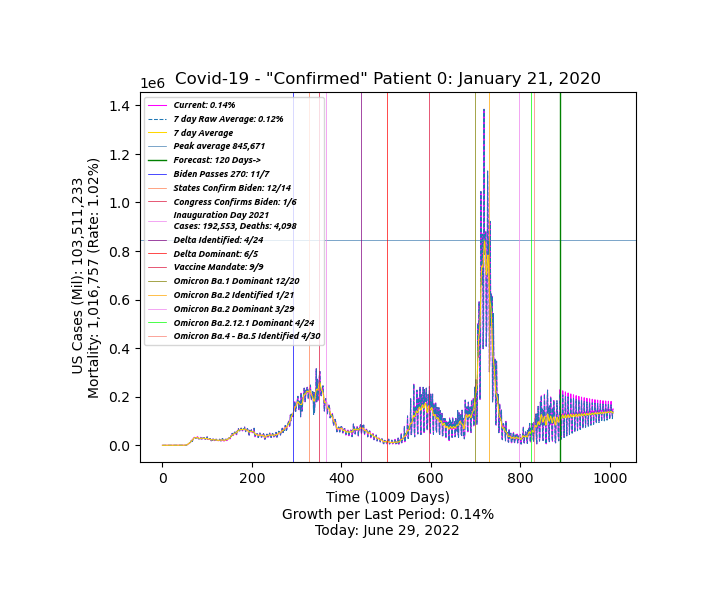 Covid-19 - "Confirmed" Patient 0: January 21, 2020
1e6
1.4
1.2
1.0
0.8
0.6
0.4
0.2
0.0
US Cases (Mil): 103,511,233
Mortality: 1,016,757 (Rate: 1.02%)
Current: 0.14%
7 day Raw Average: 0.12%
7 day Average
Peak average 845,671
Forecast: 120 Days->
Biden Passes 270: 11/7
States Confirm Biden: 12/14
Congress Confirms Biden: 1/6
Inauguration Day 2021
Cases: 192,553, Deaths: 4,098
Delta Identified: 4/24
Delta Dominant: 6/5
Vaccine Mandate: 9/9
Omicron Ba.1 Dominant 12/20
Omicron Ba.2 Identified 1/21
Omicron Ba.2 Dominant 3/29
Omicron Ba.2.12.1 Dominant 4/24
Omicron Ba.4 - Ba.5 Identified 4/30
0 200 400 600 800 1000
Time (1009 Days)
Growth per Last Period: 0.14%
Today: June 29, 2022